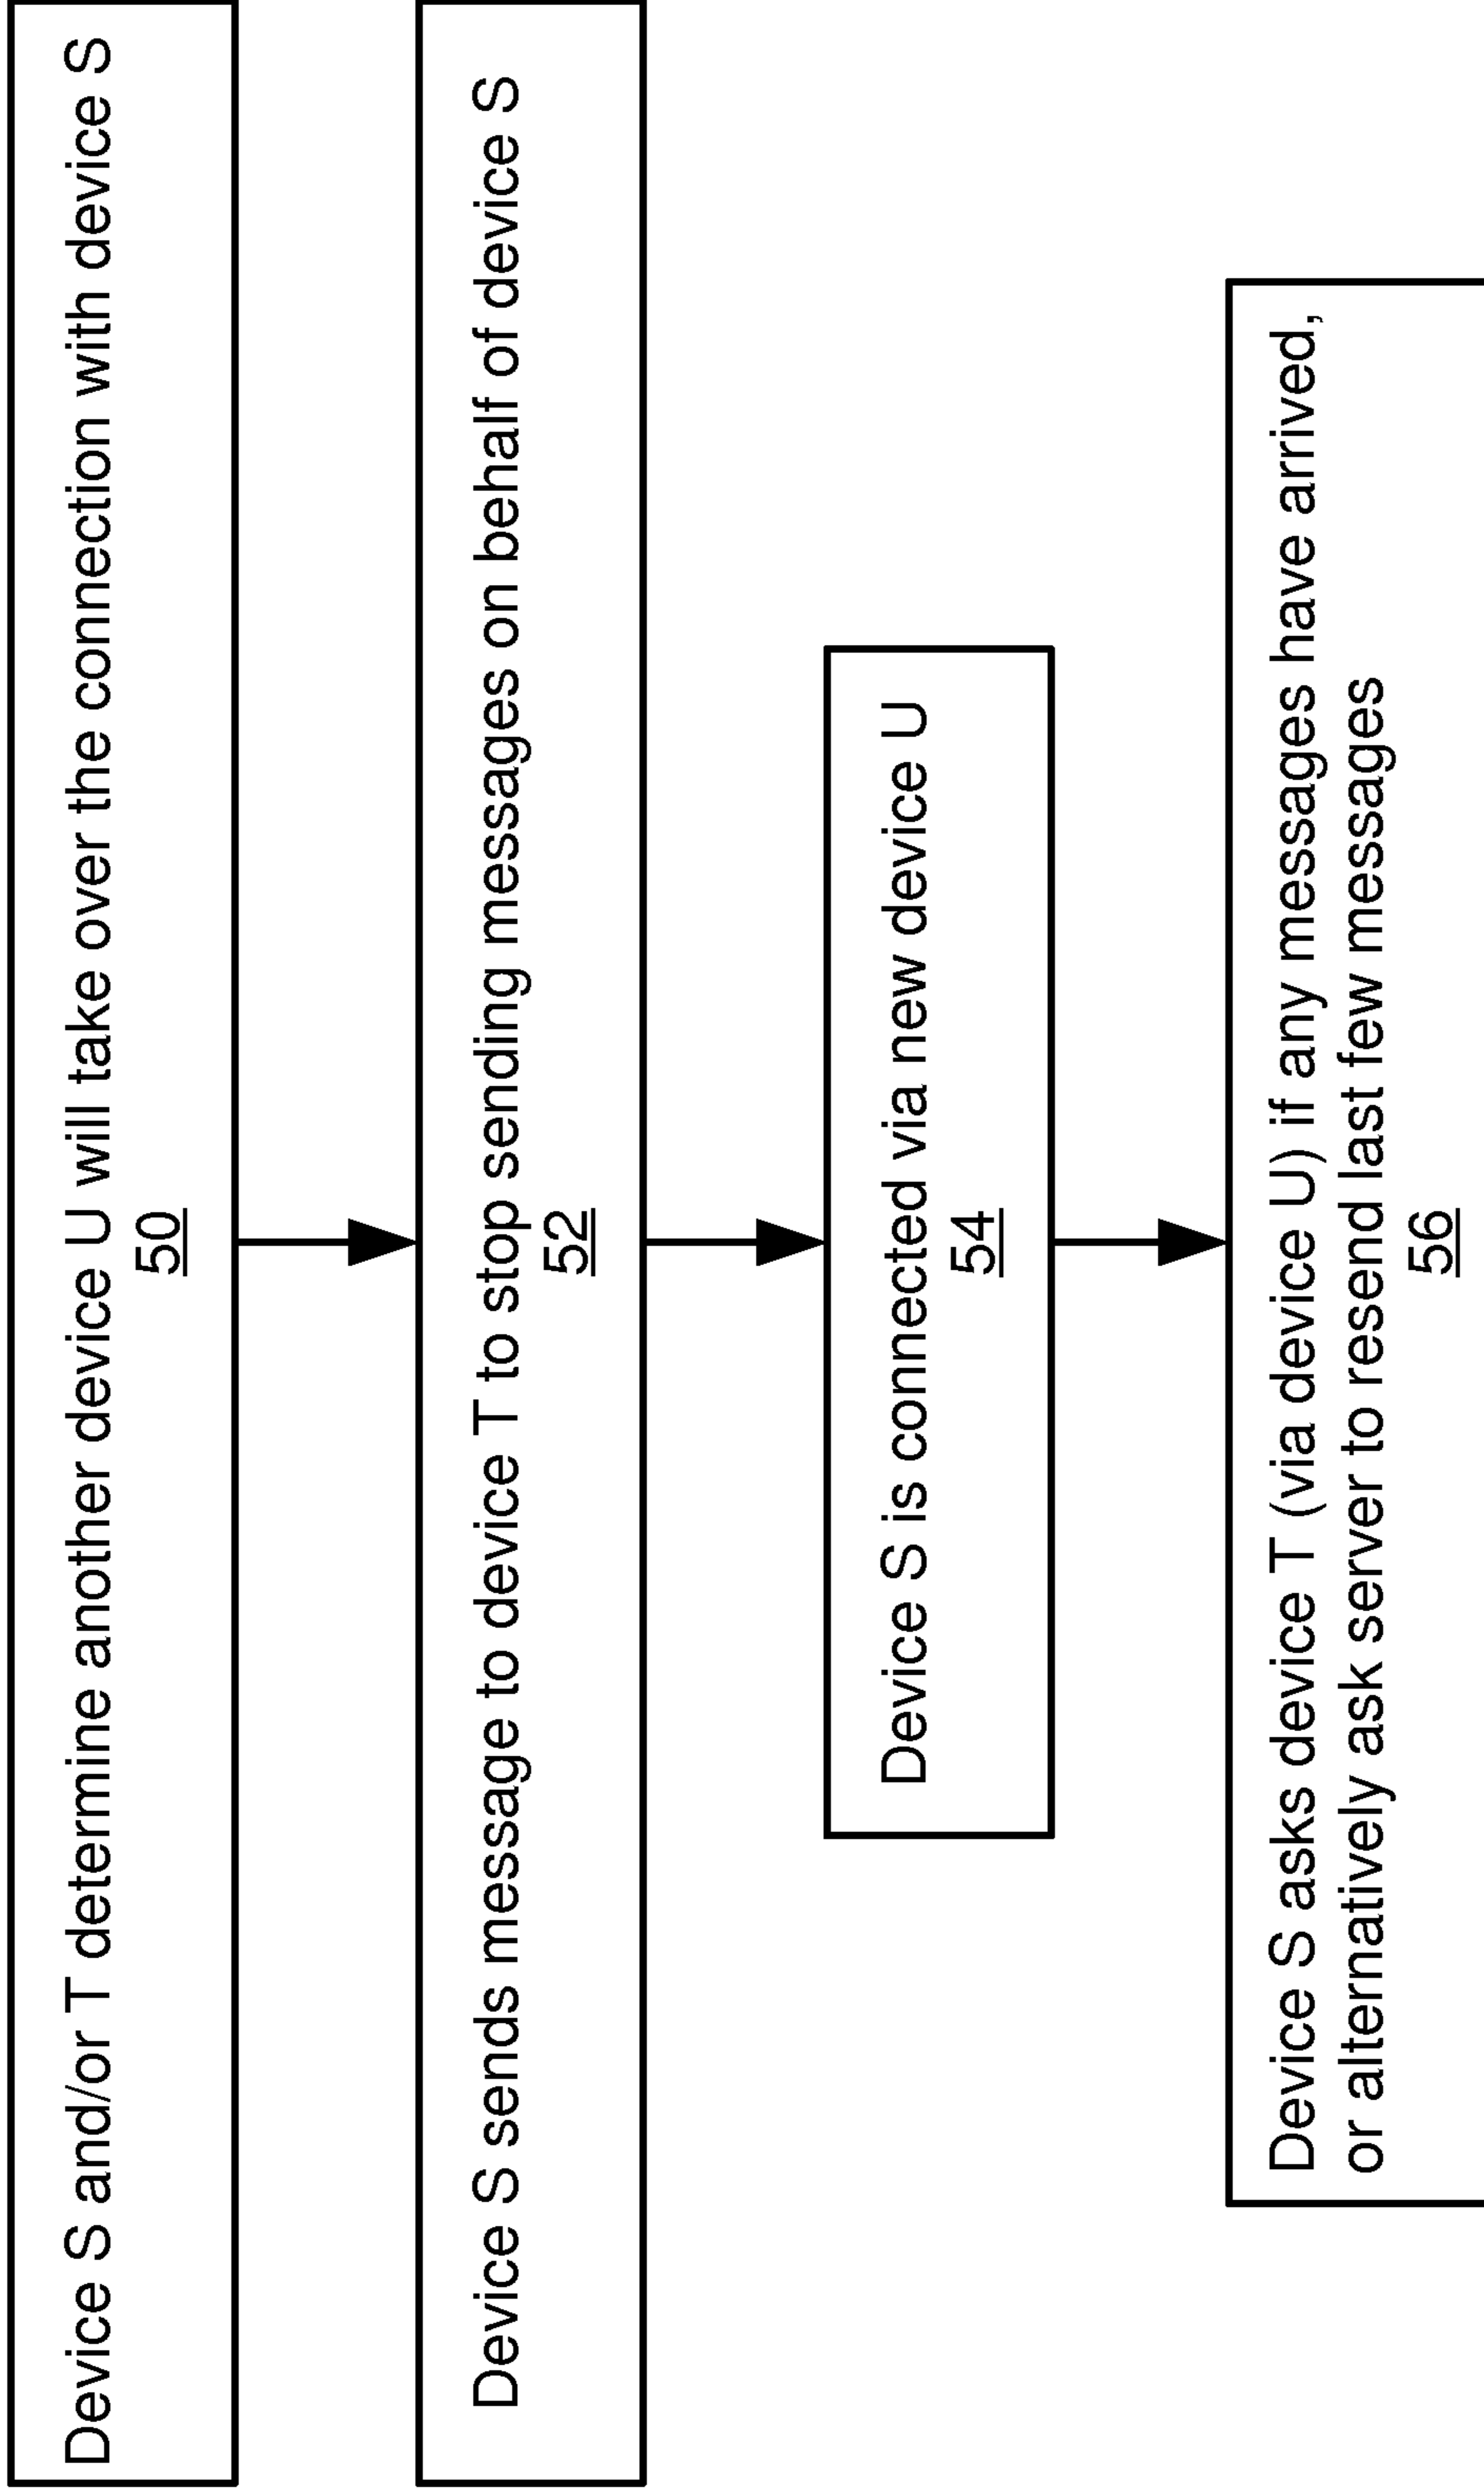 Device S and/or T determine another device U will take over the connection with device S
50
Device S sends message to device T to stop sending messages on behalf of device S
52
Device S is connected via new device U
54
Device S asks device T (via device U) if any messages have arrived,
or alternatively ask server to resend last few messages
56